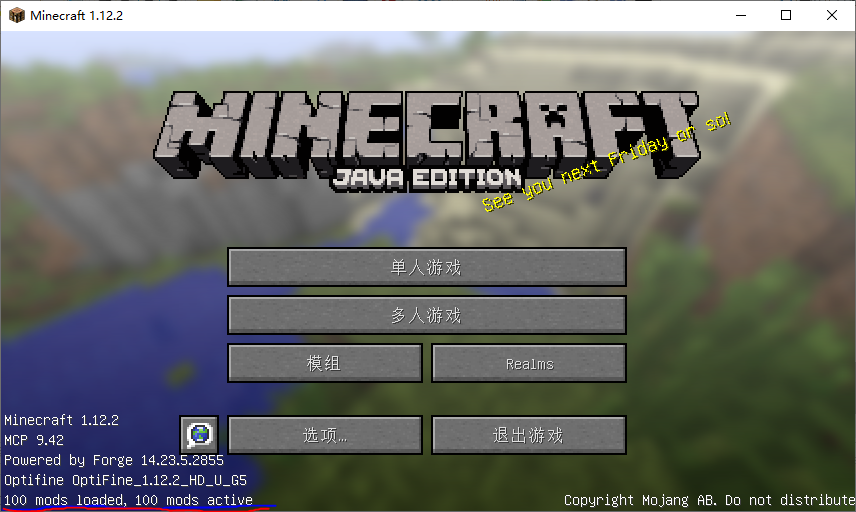 Minecraft 1.12.2
MINECRAFT
JAVA EDITION
See you next Friday or so!
单人游戏
多人游戏
模组
Realms
选项...
退出游戏
Minecraft 1.12.2
MCP 9.42
Powered by Forge 14.23.5.2855
Optifine OptiFine_1.12.2_HD_U_G5
100 mods loaded, 100 mods active
Copyright Mojang AB. Do not distribute